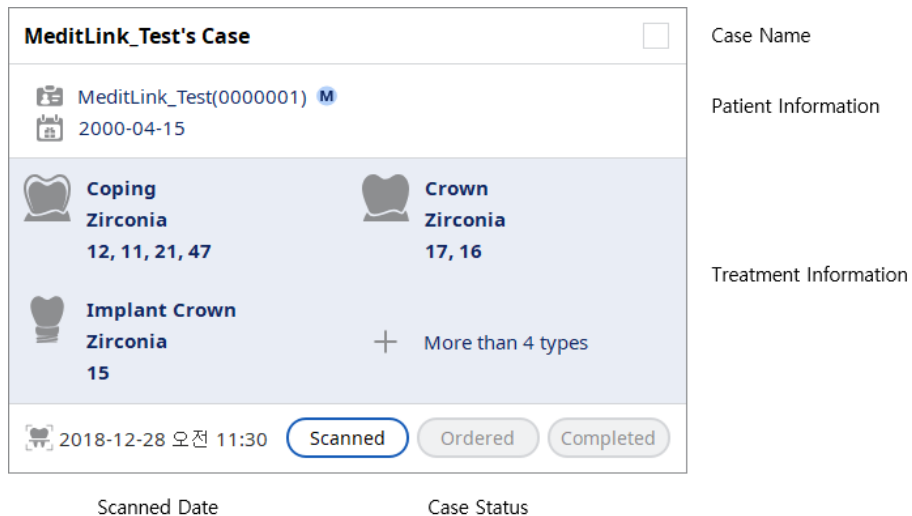 MeditLink_Test's Case
Case Name
MeditLink_Test(0000001) M
2000-04-15
Patient Information
Coping
Zirconia
12, 11, 21, 47
Crown
Zirconia
17, 16
Implant Crown
Zirconia
15
More than 4 types
Treatment Information
2018-12-28 오전 11:30
Scanned
Ordered
Completed
Scanned Date
Case Status